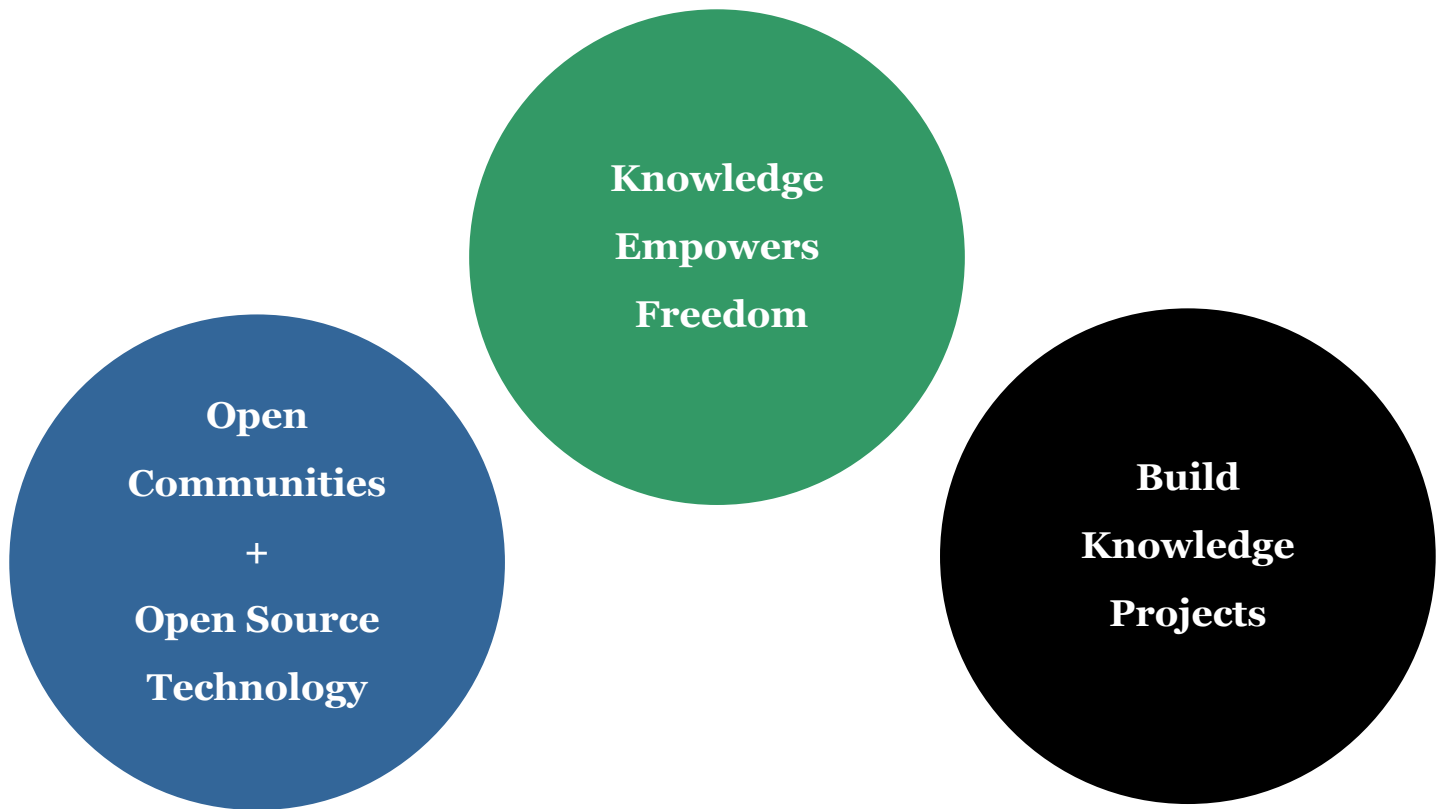 Knowledge
Empowers
Freedom
Open
Communities
+
Open Source
Technology
Build
Knowledge
Projects